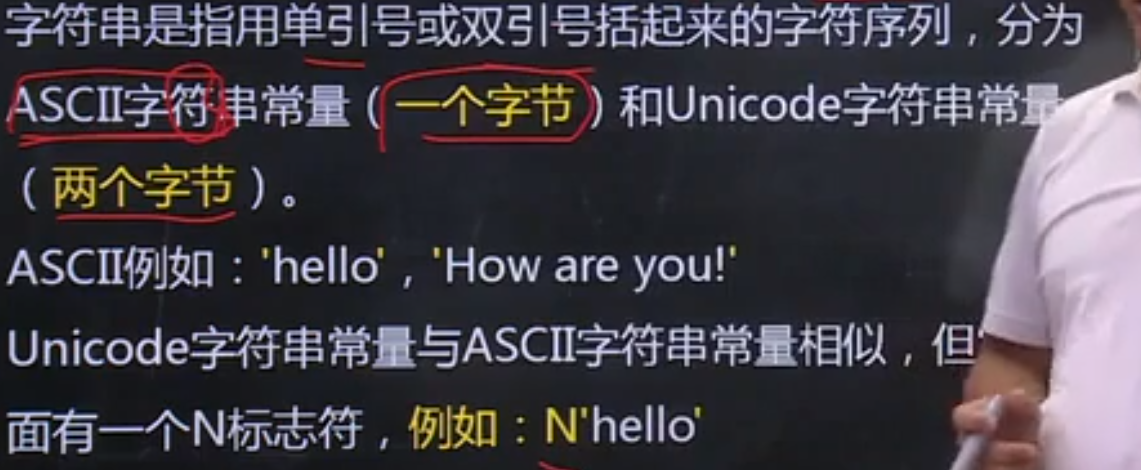 字符串是指用单引号或双引号括起来的字符序列，分为
ASCII字符串常量（一个字节）和Unicode字符串常量
（两个字节）。
ASCII例如：'hello'，'How are you!'
Unicode字符串常量与ASCII字符串常量相似，但
面有一个N标志符，例如：N'hello'